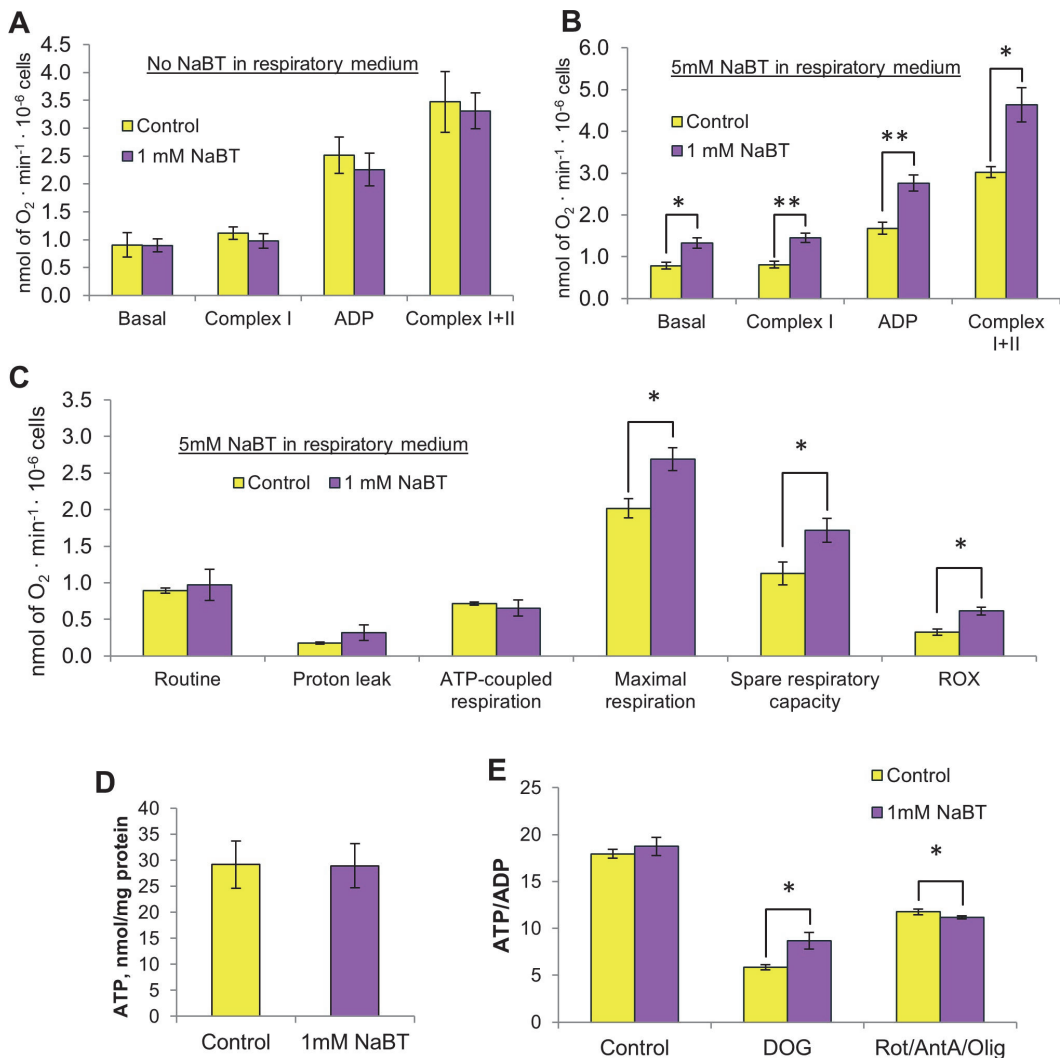 A
No NaBT in respiratory medium
Control
1 mM NaBT
nmol of O₂ · min⁻¹ · 10⁻⁶ cells
4.5
4.0
3.5
3.0
2.5
2.0
1.5
1.0
0.5
0.0
Basal Complex I ADP Complex I+II
B
5mM NaBT in respiratory medium
Control
1 mM NaBT
nmol of O₂ · min⁻¹ · 10⁻⁶ cells
6.0
5.0
4.0
3.0
2.0
1.0
0.0
* ** ** *
Basal Complex I ADP Complex
I+II
C
5mM NaBT in respiratory medium
Control 1 mM NaBT
nmol of O₂ · min⁻¹ · 10⁻⁶ cells
3.5
3.0
2.5
2.0
1.5
1.0
0.5
0.0
* * *
Routine Proton leak ATP-coupled Maximal Spare respiratory ROX
respiration respiration capacity
D
ATP, nmol/mg protein
40
35
30
25
20
15
10
5
0
Control 1mM NaBT
E
Control
1mM NaBT
ATP/ADP
25
20
15
10
5
0
* *
Control DOG Rot/AntA/Olig